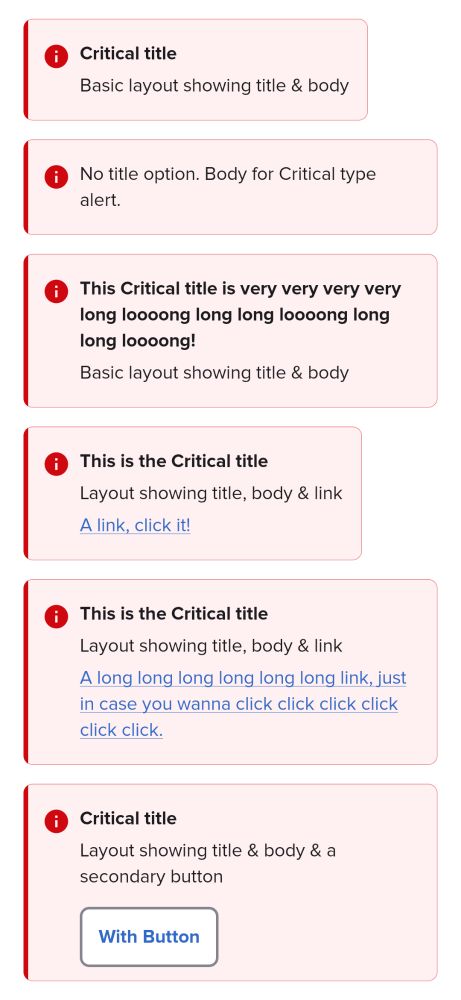 Critical title
Basic layout showing title & body
No title option. Body for Critical type
alert.
This Critical title is very very very very
long loooong long long loooong long
long loooong!
Basic layout showing title & body
This is the Critical title
Layout showing title, body & link
A link, click it!
This is the Critical title
Layout showing title, body & link
A long long long long long long link, just
in case you wanna click click click click
click click.
Critical title
Layout showing title & body & a
secondary button
With Button